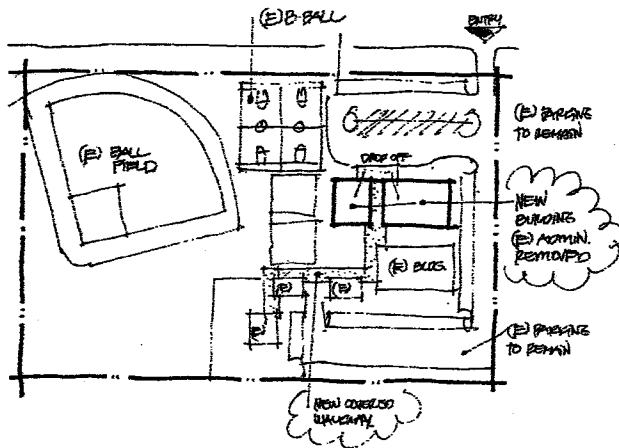 (E) B-BALL
ENTRY
(E) PARKING
TO REMAIN
(E) BALL
FIELD
DROP OFF
NEW
BUILDING
(E) ADMIN.
REMOVED
(E) BLDG.
(E)
(E)
(E)
(E) PARKING
TO REMAIN
NEW COVERED
WALKWAY